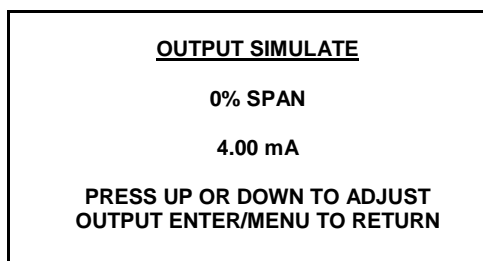 OUTPUT SIMULATE
0% SPAN
4.00 mA
PRESS UP OR DOWN TO ADJUST
OUTPUT ENTER/MENU TO RETURN